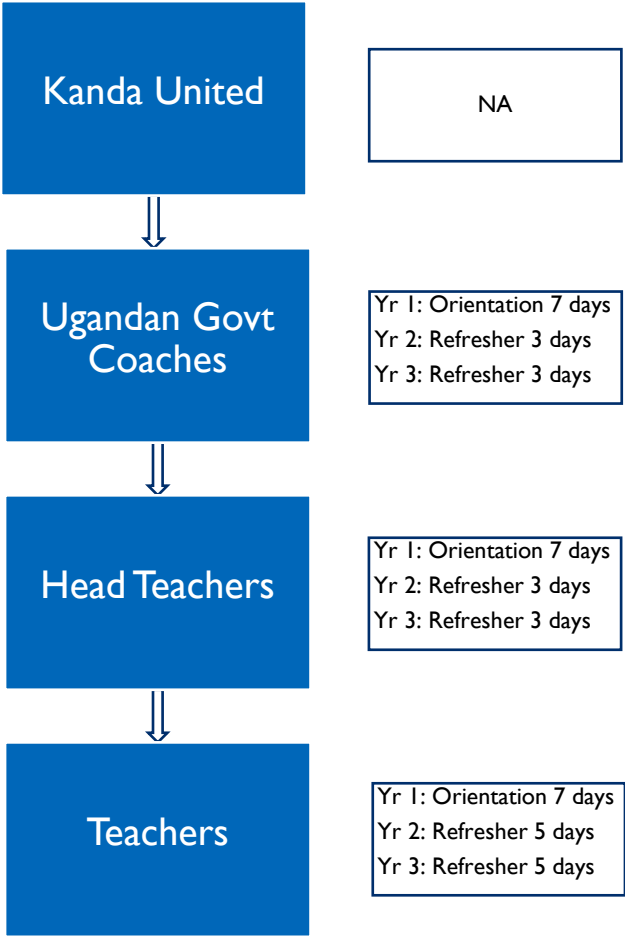 Kanda United
NA
Ugandan Govt
Coaches
Yr 1: Orientation 7 days
Yr 2: Refresher 3 days
Yr 3: Refresher 3 days
Head Teachers
Yr 1: Orientation 7 days
Yr 2: Refresher 3 days
Yr 3: Refresher 3 days
Teachers
Yr 1: Orientation 7 days
Yr 2: Refresher 5 days
Yr 3: Refresher 5 days